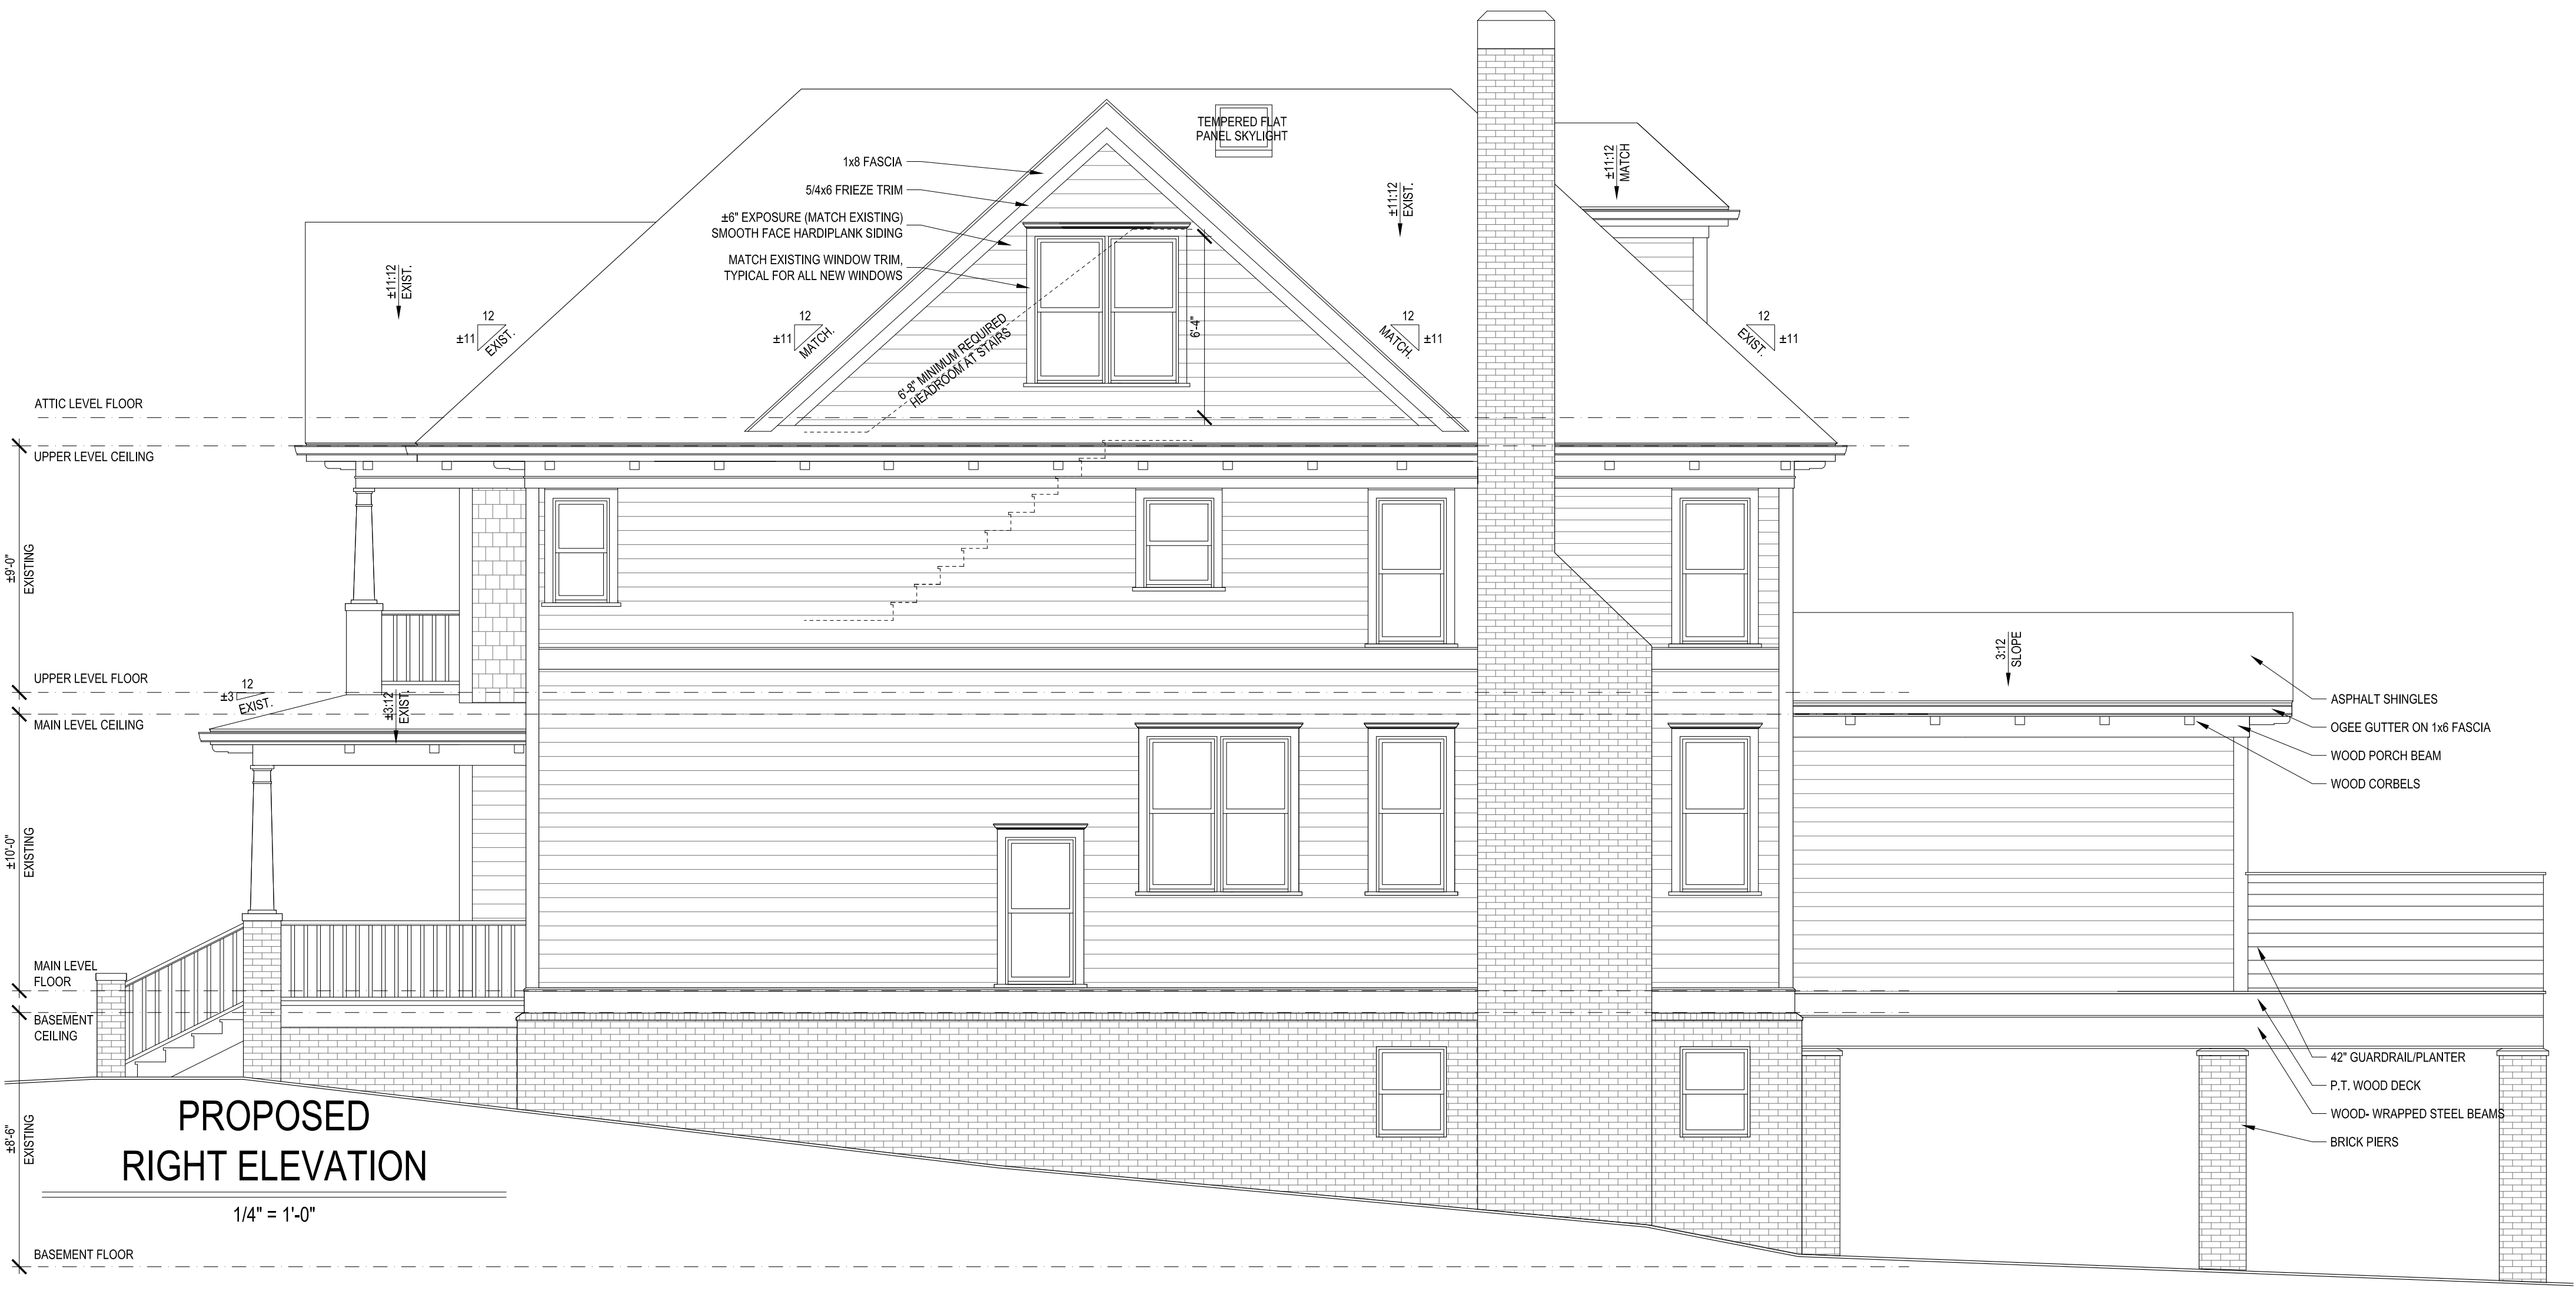 TEMPERED FLAT
PANEL SKYLIGHT
1x8 FASCIA
5/4x6 FRIEZE TRIM
±6" EXPOSURE (MATCH EXISTING)
SMOOTH FACE HARDIPLANK SIDING
MATCH EXISTING WINDOW TRIM,
TYPICAL FOR ALL NEW WINDOWS
±11:12
EXIST.
±11:12
MATCH
±11:12
EXIST.
12
±11
EXIST.
12
±11
MATCH.
6'-8" MINIMUM REQUIRED
HEADROOM AT STAIRS
6'-4"
12
±11
MATCH.
12
±11
EXIST.
ATTIC LEVEL FLOOR
UPPER LEVEL CEILING
±9'-0"
EXISTING
UPPER LEVEL FLOOR
12
±3
EXIST.
±3:12
EXIST.
MAIN LEVEL CEILING
±10'-0"
EXISTING
MAIN LEVEL
FLOOR
BASEMENT
CEILING
±8'-6"
EXISTING
BASEMENT FLOOR
3:12
SLOPE
ASPHALT SHINGLES
OGEE GUTTER ON 1x6 FASCIA
WOOD PORCH BEAM
WOOD CORBELS
42" GUARDRAIL/PLANTER
P.T. WOOD DECK
WOOD- WRAPPED STEEL BEAMS
BRICK PIERS
PROPOSED
RIGHT ELEVATION
1/4" = 1'-0"